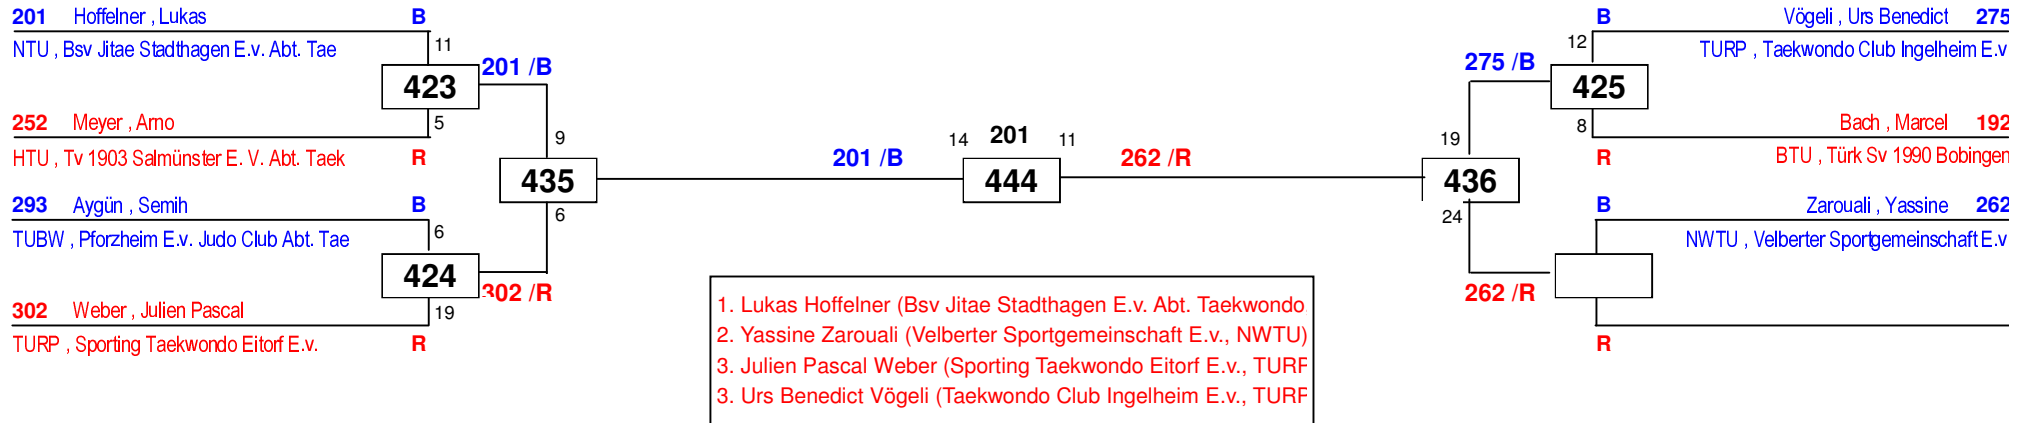 201 Hoffelner , Lukas B
NTU , Bsv Jitae Stadthagen E.v. Abt. Tae
11
423
201 /B
5
252 Meyer , Arno
HTU , Tv 1903 Salmünster E. V. Abt. Taek R
9
435
6
293 Aygün , Semih B
TUBW , Pforzheim E.v. Judo Club Abt. Tae
6
424
302 /R
19
302 Weber , Julien Pascal
TURP , Sporting Taekwondo Eitorf E.v. R
201 /B
14 201 11
444
262 /R
B Vögeli , Urs Benedict 275
TURP , Taekwondo Club Ingelheim E.v
12
275 /B
425
8
Bach , Marcel 192
R BTU , Türk Sv 1990 Bobingen
19
436
24
B Zarouali , Yassine 262
NWTU , Velberter Sportgemeinschaft E.v
262 /R
R
1. Lukas Hoffelner (Bsv Jitae Stadthagen E.v. Abt. Taekwondo
2. Yassine Zarouali (Velberter Sportgemeinschaft E.v., NWTU)
3. Julien Pascal Weber (Sporting Taekwondo Eitorf E.v., TURP
3. Urs Benedict Vögeli (Taekwondo Club Ingelheim E.v., TURP